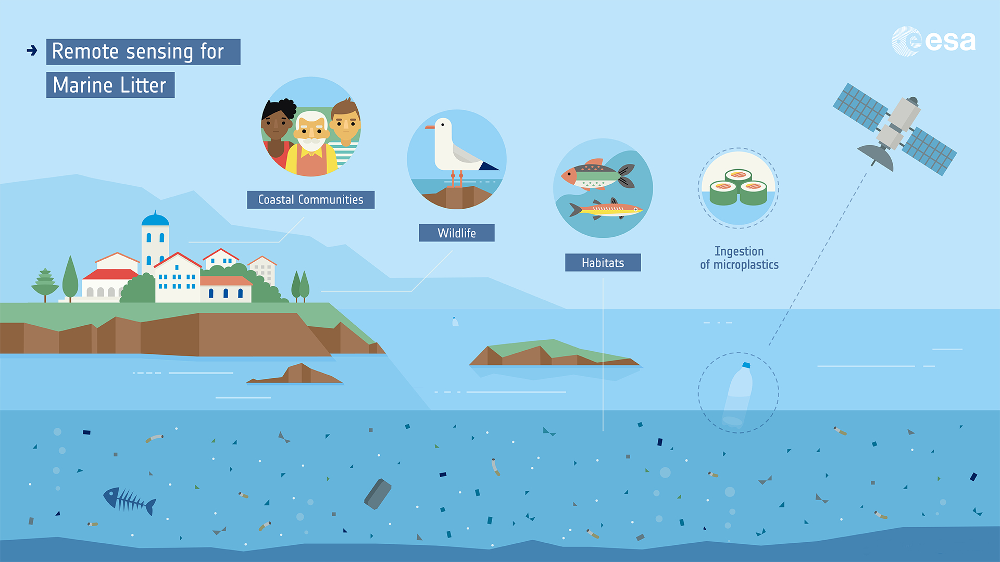 Remote sensing for
Marine Litter
esa
Coastal Communities
Wildlife
Habitats
Ingestion
of microplastics